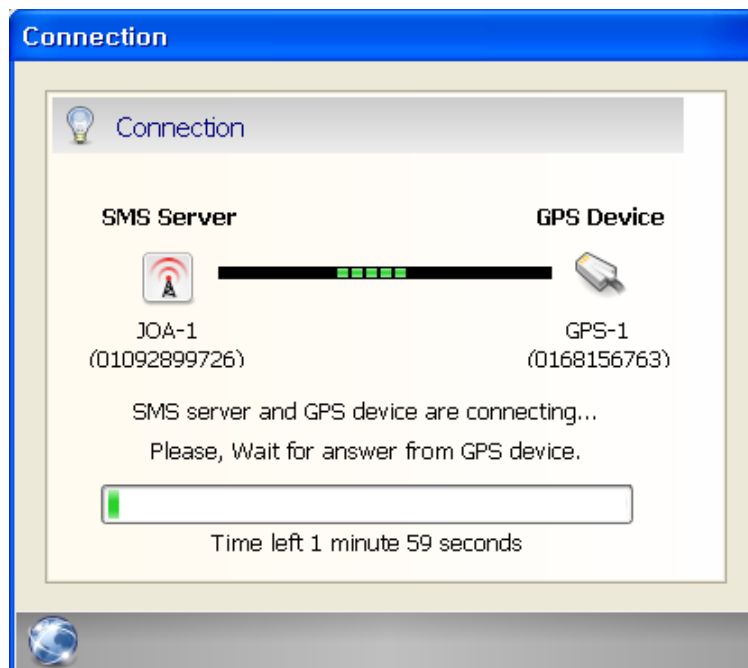 Connection
Connection
SMS Server GPS Device
JOA-1 GPS-1
(01092899726) (0168156763)
SMS server and GPS device are connecting...
Please, Wait for answer from GPS device.
Time left 1 minute 59 seconds